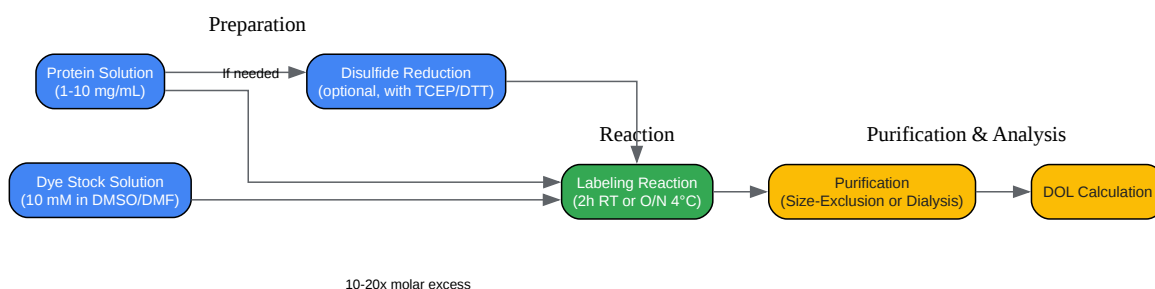 Preparation
Protein Solution
(1-10 mg/mL)
If needed
Disulfide Reduction
(optional, with TCEP/DTT)
Reaction
Purification & Analysis
Dye Stock Solution
(10 mM in DMSO/DMF)
Labeling Reaction
(2h RT or O/N 4°C)
Purification
(Size-Exclusion or Dialysis)
DOL Calculation
10-20x molar excess